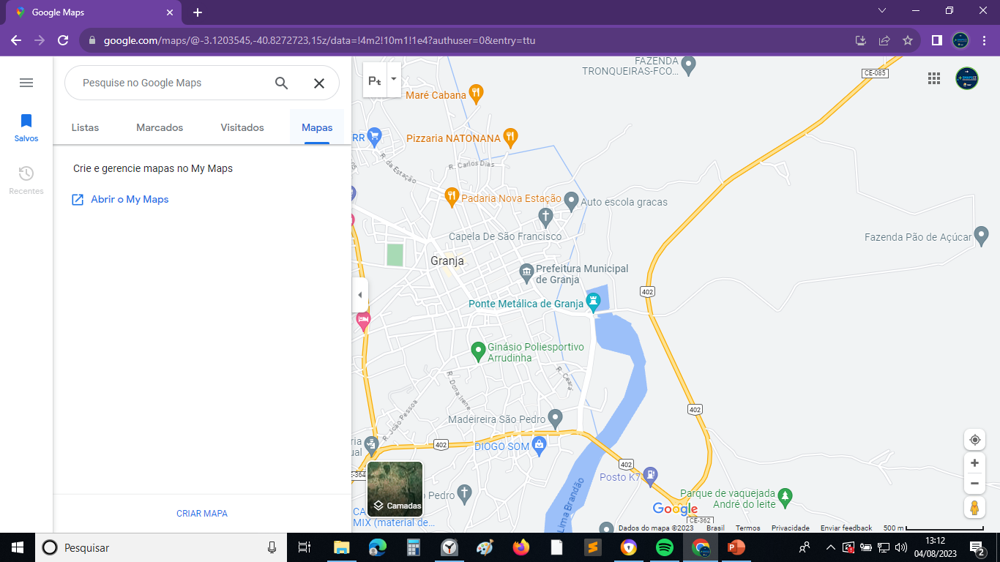 Google Maps
google.com/maps/@-3.1203545,-40.8272723,15z/data=!4m2!10m1!1e4?authuser=0&entry=ttu
Pesquise no Google Maps
Salvos
Recentes
Listas
Marcados
Visitados
Mapas
Crie e gerencie mapas no My Maps
Abrir o My Maps
CRIAR MAPA
FAZENDA
TRONQUEIRAS-FCO...
CE-085
Maré Cabana
RR
Pizzaria NATONANA
R. da Estação
R. Carlos Dias
Padaria Nova Estação
Auto escola gracas
Capela De São Francisco
Fazenda Pão de Açúcar
Granja
Prefeitura Municipal
de Granja
402
Ponte Metálica de Granja
Ginásio Poliesportivo
Arrudinha
R. Ceará
R. Dona Irene
R. João Pessoa
402
Madeireira São Pedro
ria
ual
402
DIOGO SOM
402
Posto K7
Pedro
Parque de vaquejada
André do leite
Lima Brandão
CE-362
MIX (material de...
Camadas
Google
Dados do mapa ©2023
Brasil
Termos
Privacidade
Enviar feedback
500 m
Pesquisar
13:12
04/08/2023
2